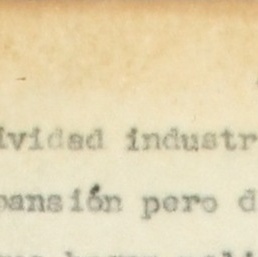 ividad industr
pansión pero d